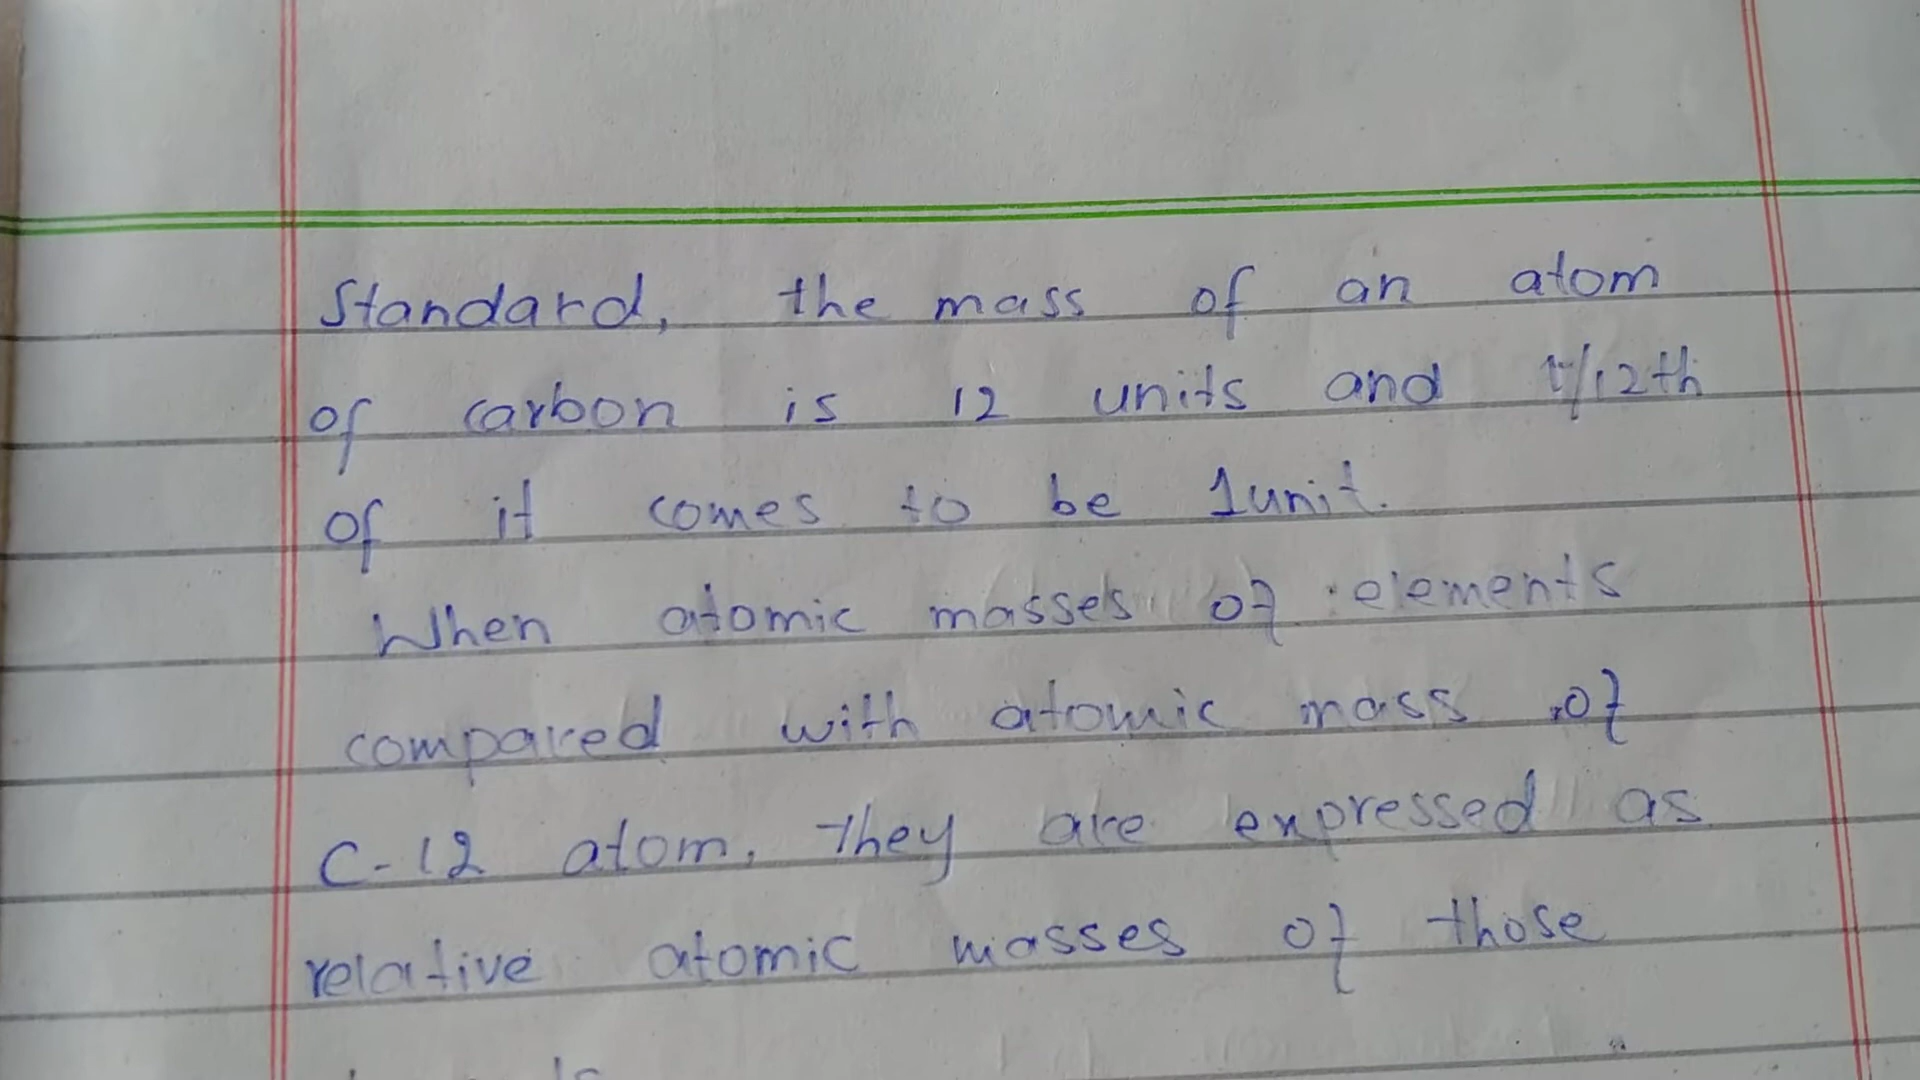 Standard, the mass of an atom
of carbon is 12 units and 1/12th
of it comes to be 1unit.
When atomic masses of elements
compared with atomic mass of
C-12 atom, They are expressed as
relative atomic masses of those